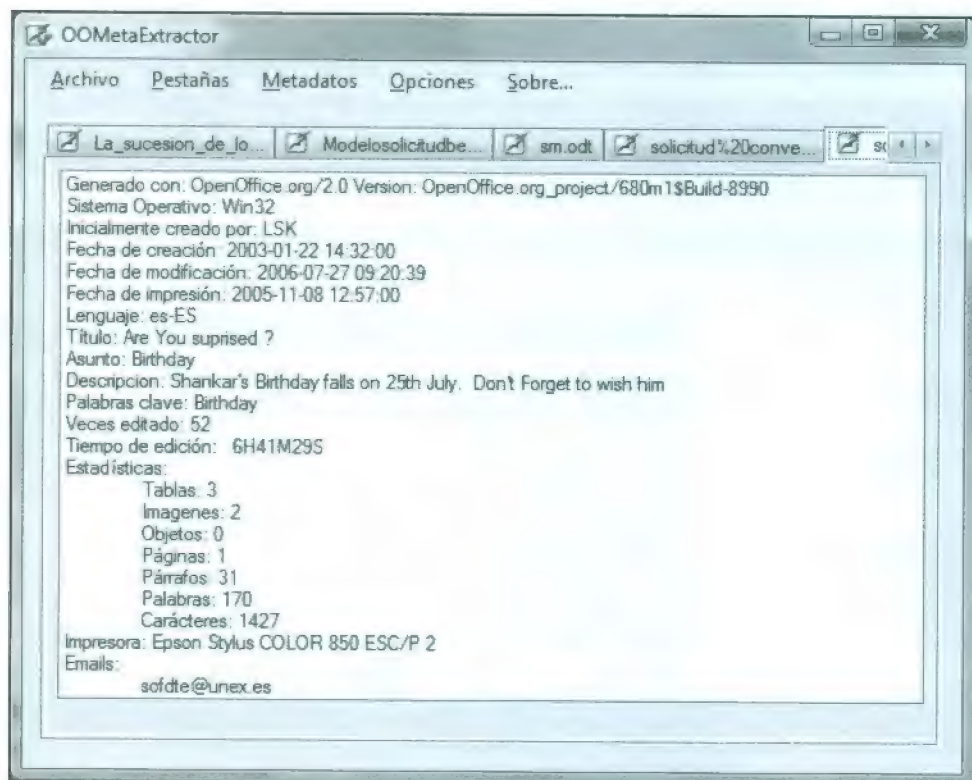 OOMetaExtractor
Archivo Pestañas Metadatos Opciones Sobre...
La_sucesion_de_lo... Modelosolicitudbe... sm.odt solicitud%20conve...
Generado con: OpenOffice.org/2.0 Version: OpenOffice.org_project/680m1$Build-8990
Sistema Operativo: Win32
Inicialmente creado por: LSK
Fecha de creación: 2003-01-22 14:32:00
Fecha de modificación: 2006-07-27 09:20:39
Fecha de impresión: 2005-11-08 12:57:00
Lenguaje: es-ES
Título: Are You suprised ?
Asunto: Birthday
Descripcion: Shankar's Birthday falls on 25th July. Don't Forget to wish him
Palabras clave: Birthday
Veces editado: 52
Tiempo de edición: 6H41M29S
Estadísticas:
Tablas: 3
Imagenes: 2
Objetos: 0
Páginas: 1
Párrafos: 31
Palabras: 170
Carácteres: 1427
Impresora: Epson Stylus COLOR 850 ESC/P 2
Emails:
sofdte@unex.es